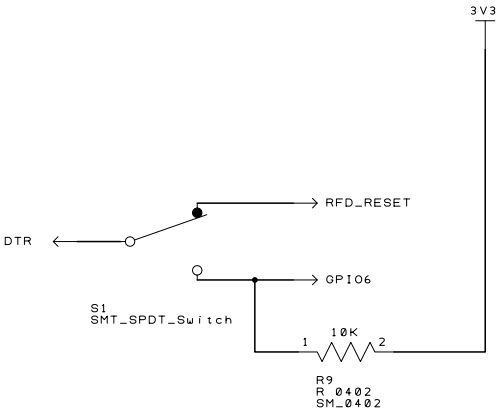 3V3
RFD_RESET
DTR
GPIO6
S1
SMT_SPDT_Switch
10K
1 2
R9
R 0402
SM_0402